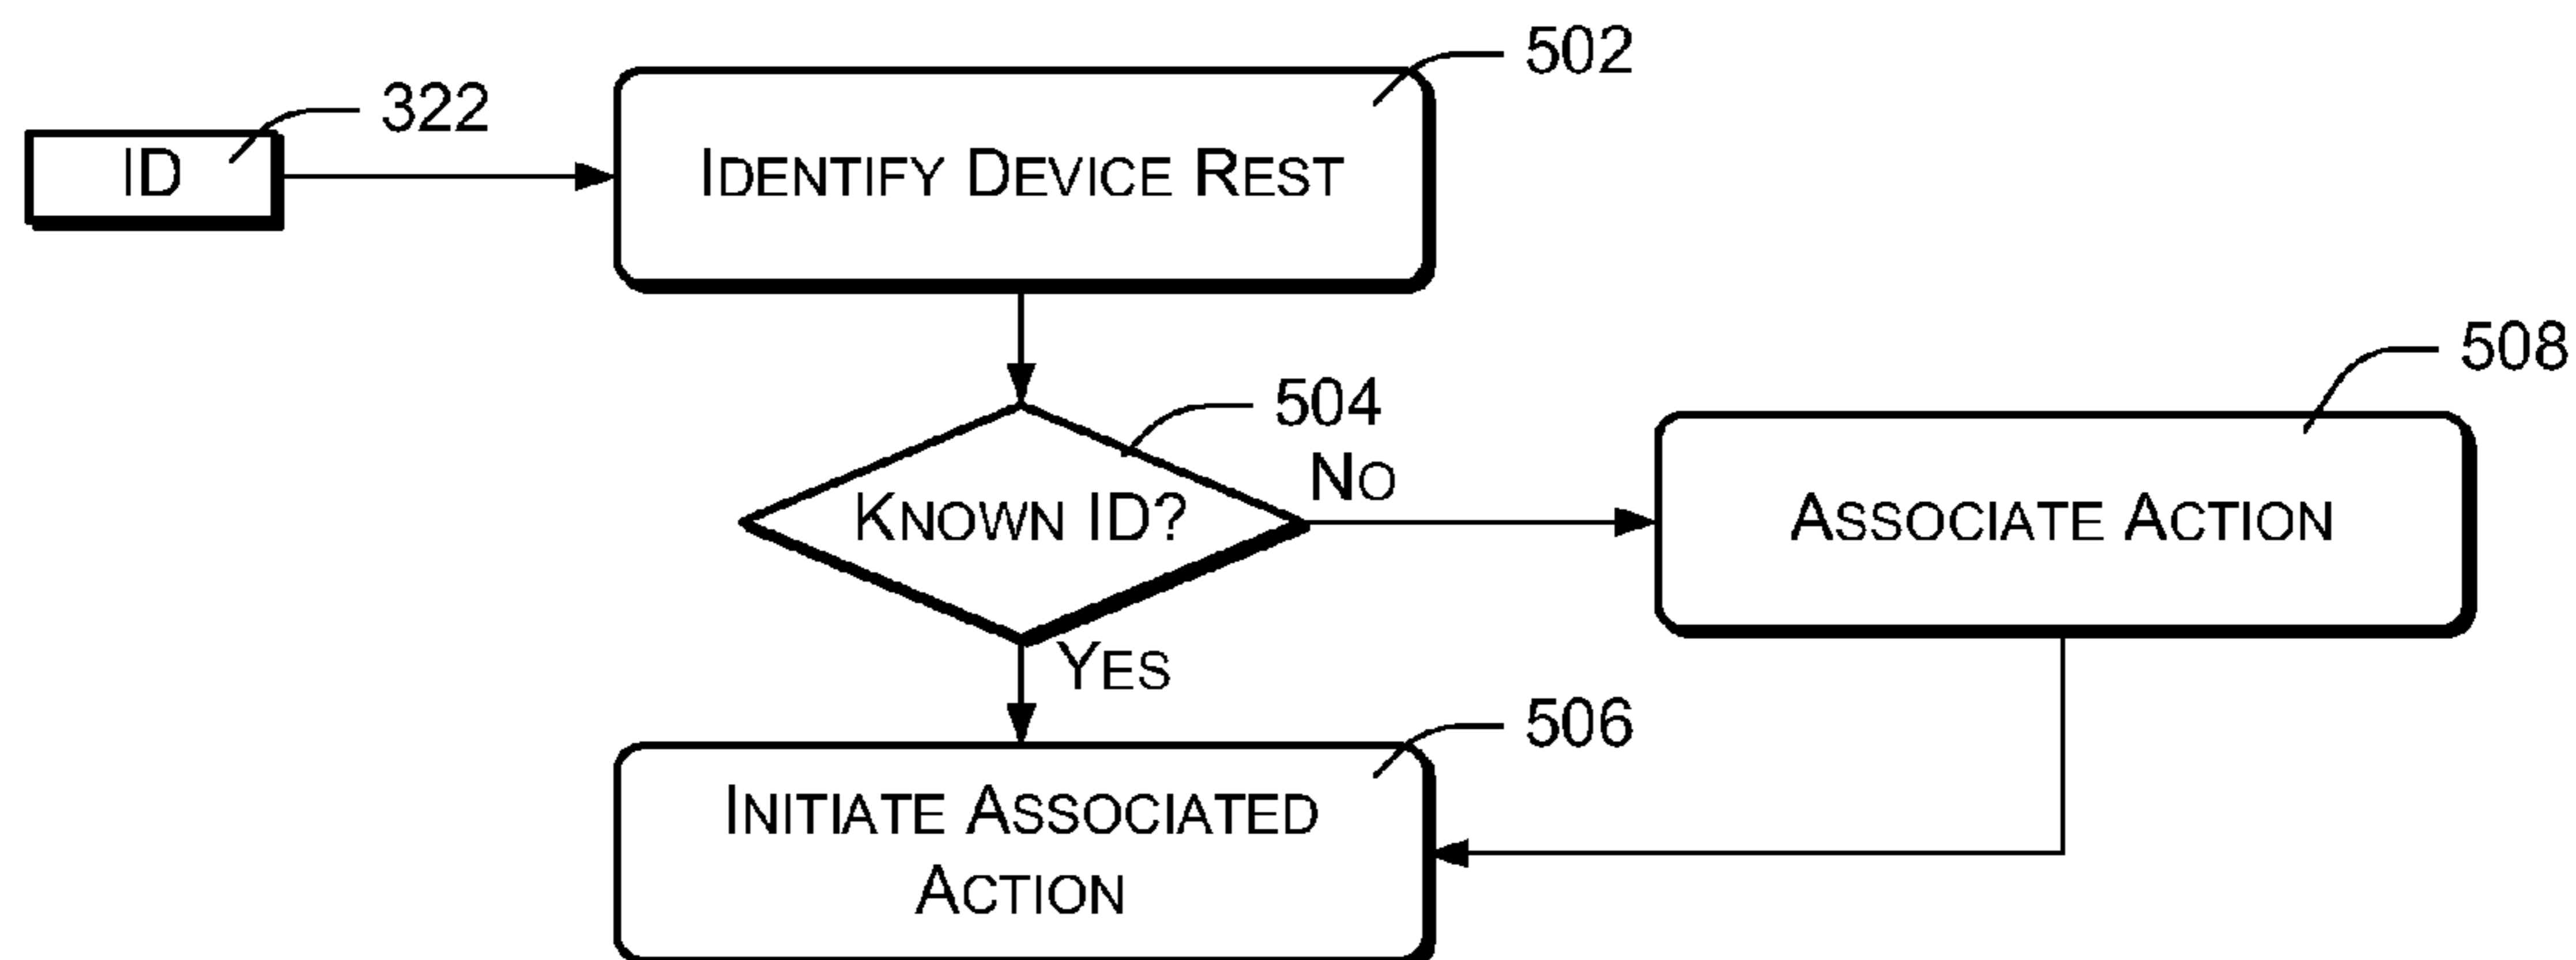 502
322
ID
IDENTIFY DEVICE REST
508
504
NO
KNOWN ID?
ASSOCIATE ACTION
YES
506
INITIATE ASSOCIATED
ACTION